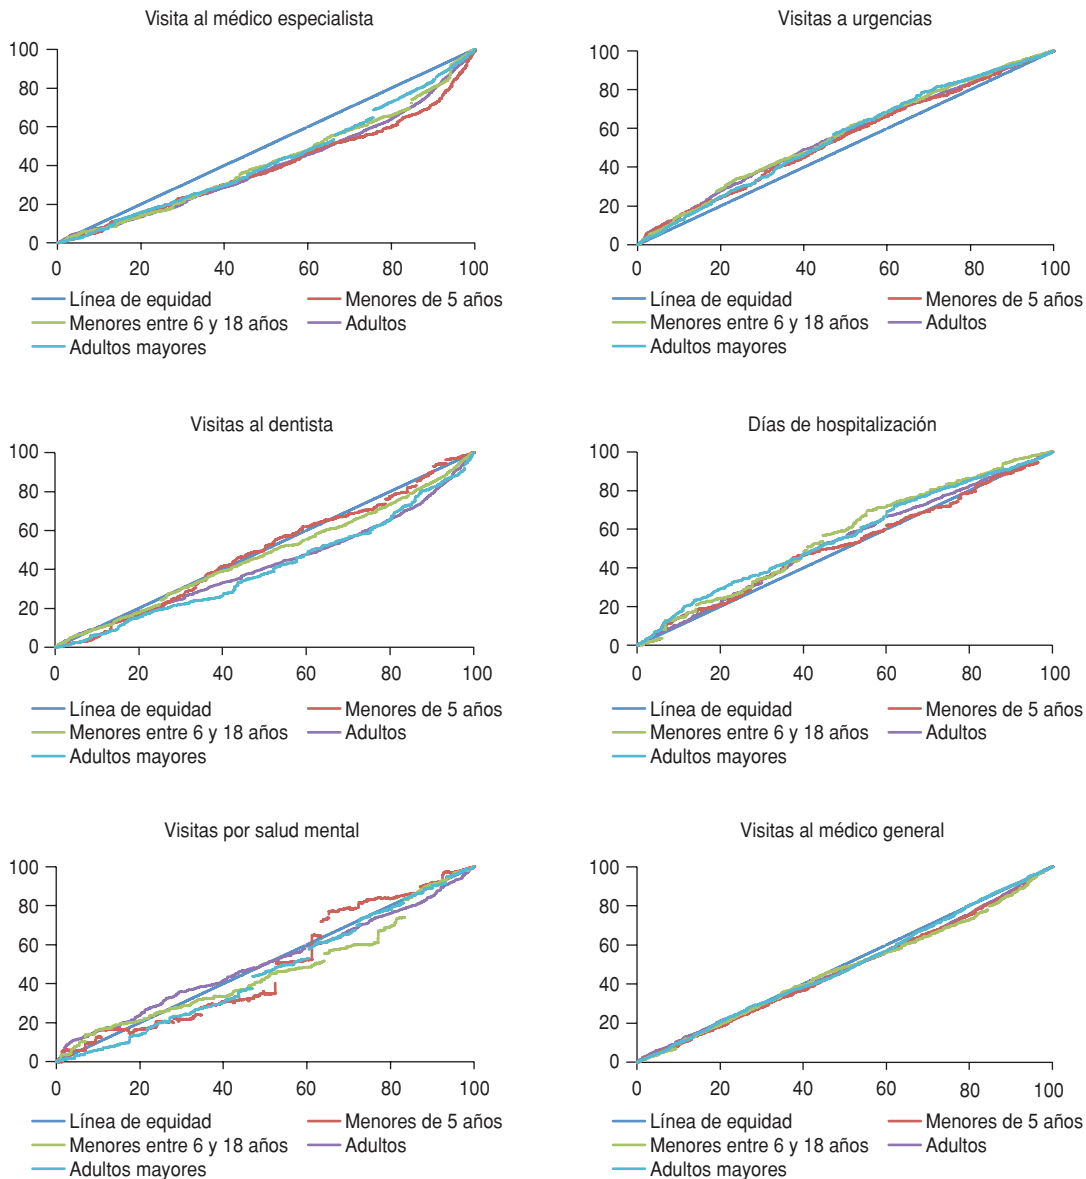 Visita al médico especialista
100
80
60
40
20
0
0 20 40 60 80 100
Línea de equidad Menores de 5 años
Menores entre 6 y 18 años Adultos
Adultos mayores
Visitas a urgencias
100
80
60
40
20
0
0 20 40 60 80 100
Línea de equidad Menores de 5 años
Menores entre 6 y 18 años Adultos
Adultos mayores
Visitas al dentista
100
80
60
40
20
0
0 20 40 60 80 100
Línea de equidad Menores de 5 años
Menores entre 6 y 18 años Adultos
Adultos mayores
Días de hospitalización
100
80
60
40
20
0
0 20 40 60 80 100
Línea de equidad Menores de 5 años
Menores entre 6 y 18 años Adultos
Adultos mayores
Visitas por salud mental
100
80
60
40
20
0
0 20 40 60 80 100
Línea de equidad Menores de 5 años
Menores entre 6 y 18 años Adultos
Adultos mayores
Visitas al médico general
100
80
60
40
20
0
0 20 40 60 80 100
Línea de equidad Menores de 5 años
Menores entre 6 y 18 años Adultos
Adultos mayores